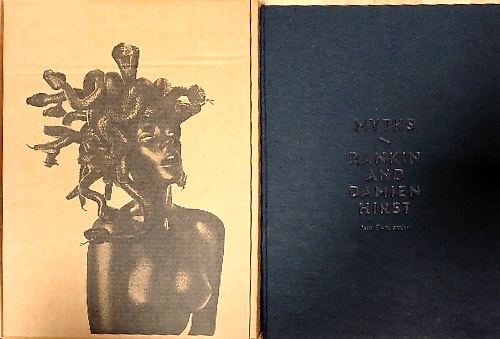 MYTHS
RANKIN
AND
DAMIEN
HIRST